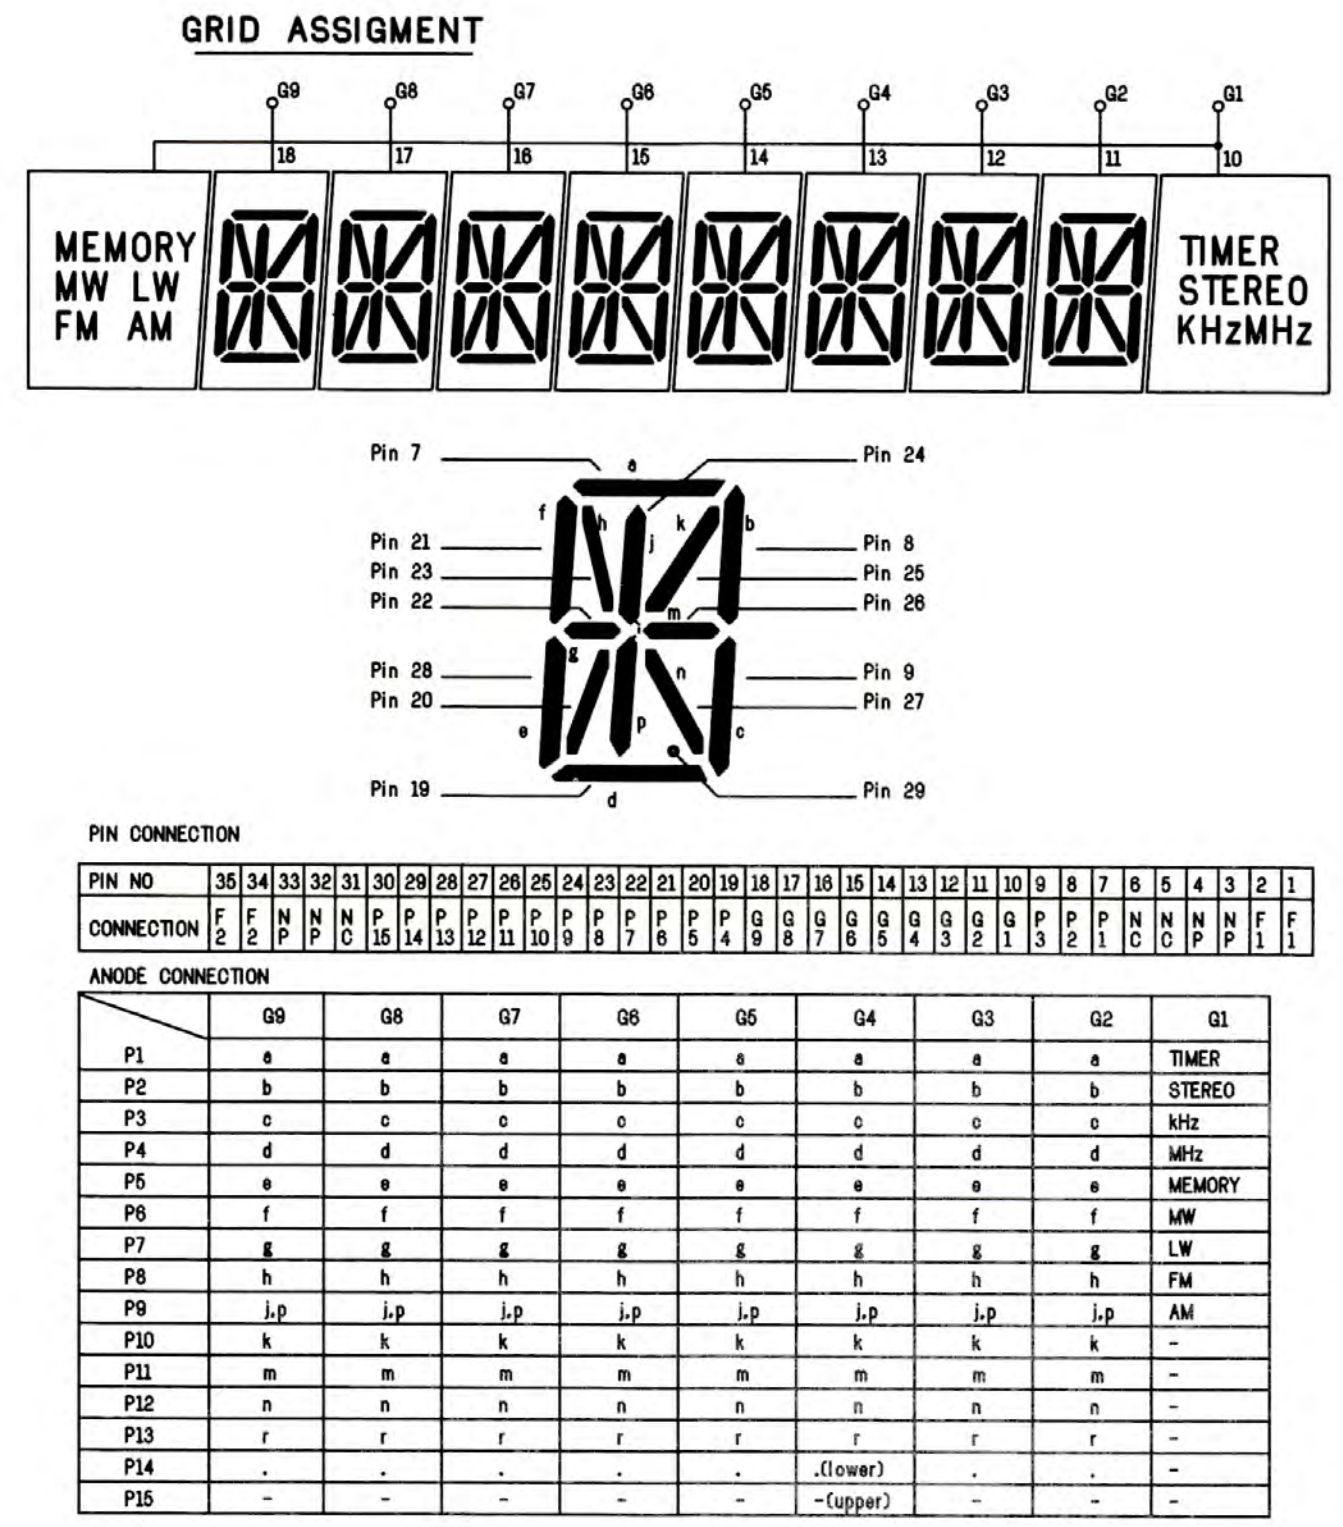 GRID ASSIGMENT
G9 G8 G7 G6 G5 G4 G3 G2 G1
18 17 16 15 14 13 12 11 10
MEMORY
MW LW
FM AM
TIMER
STEREO
KHzMHz
Pin 7 a Pin 24
f h k b
j
Pin 21 Pin 8
Pin 23 Pin 25
Pin 22 m Pin 26
i
g
Pin 28 n Pin 9
Pin 20 Pin 27
e p c
Pin 19 d Pin 29
PIN CONNECTION
PIN NO 35 34 33 32 31 30 29 28 27 26 25 24 23 22 21 20 19 18 17 16 15 14 13 12 11 10 9 8 7 6 5 4 3 2 1
CONNECTION F2 F2 NP NP NC P15 P14 P13 P12 P11 P10 P9 P8 P7 P6 P5 P4 G9 G8 G7 G6 G5 G4 G3 G2 G1 P3 P2 P1 NC NC NP NP F1 F1
ANODE CONNECTION
G9 G8 G7 G6 G5 G4 G3 G2 G1
P1 a a a a a a a a TIMER
P2 b b b b b b b b STEREO
P3 c c c c c c c c kHz
P4 d d d d d d d d MHz
P5 e e e e e e e e MEMORY
P6 f f f f f f f f MW
P7 g g g g g g g g LW
P8 h h h h h h h h FM
P9 j.p j.p j.p j.p j.p j.p j.p j.p AM
P10 k k k k k k k k -
P11 m m m m m m m m -
P12 n n n n n n n n -
P13 r r r r r r r r -
P14 . . . . . .(lower) . . -
P15 - - - - - -(upper) - - -